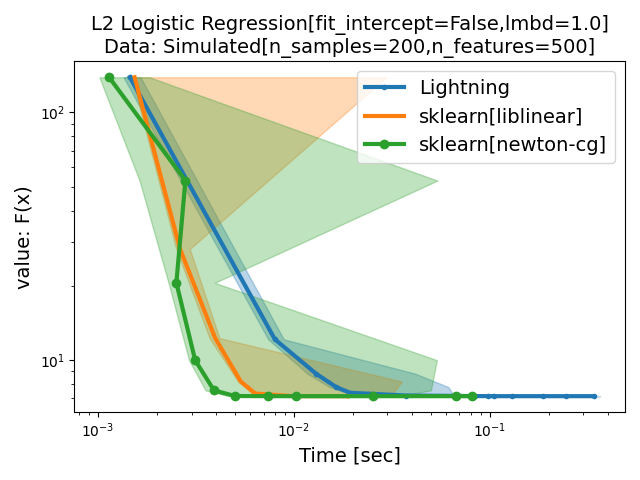 L2 Logistic Regression[fit_intercept=False,lmbd=1.0]
Data: Simulated[n_samples=200,n_features=500]
Lightning
sklearn[liblinear]
sklearn[newton-cg]
value: F(x)
10²
10¹
10⁻³ 10⁻² 10⁻¹
Time [sec]